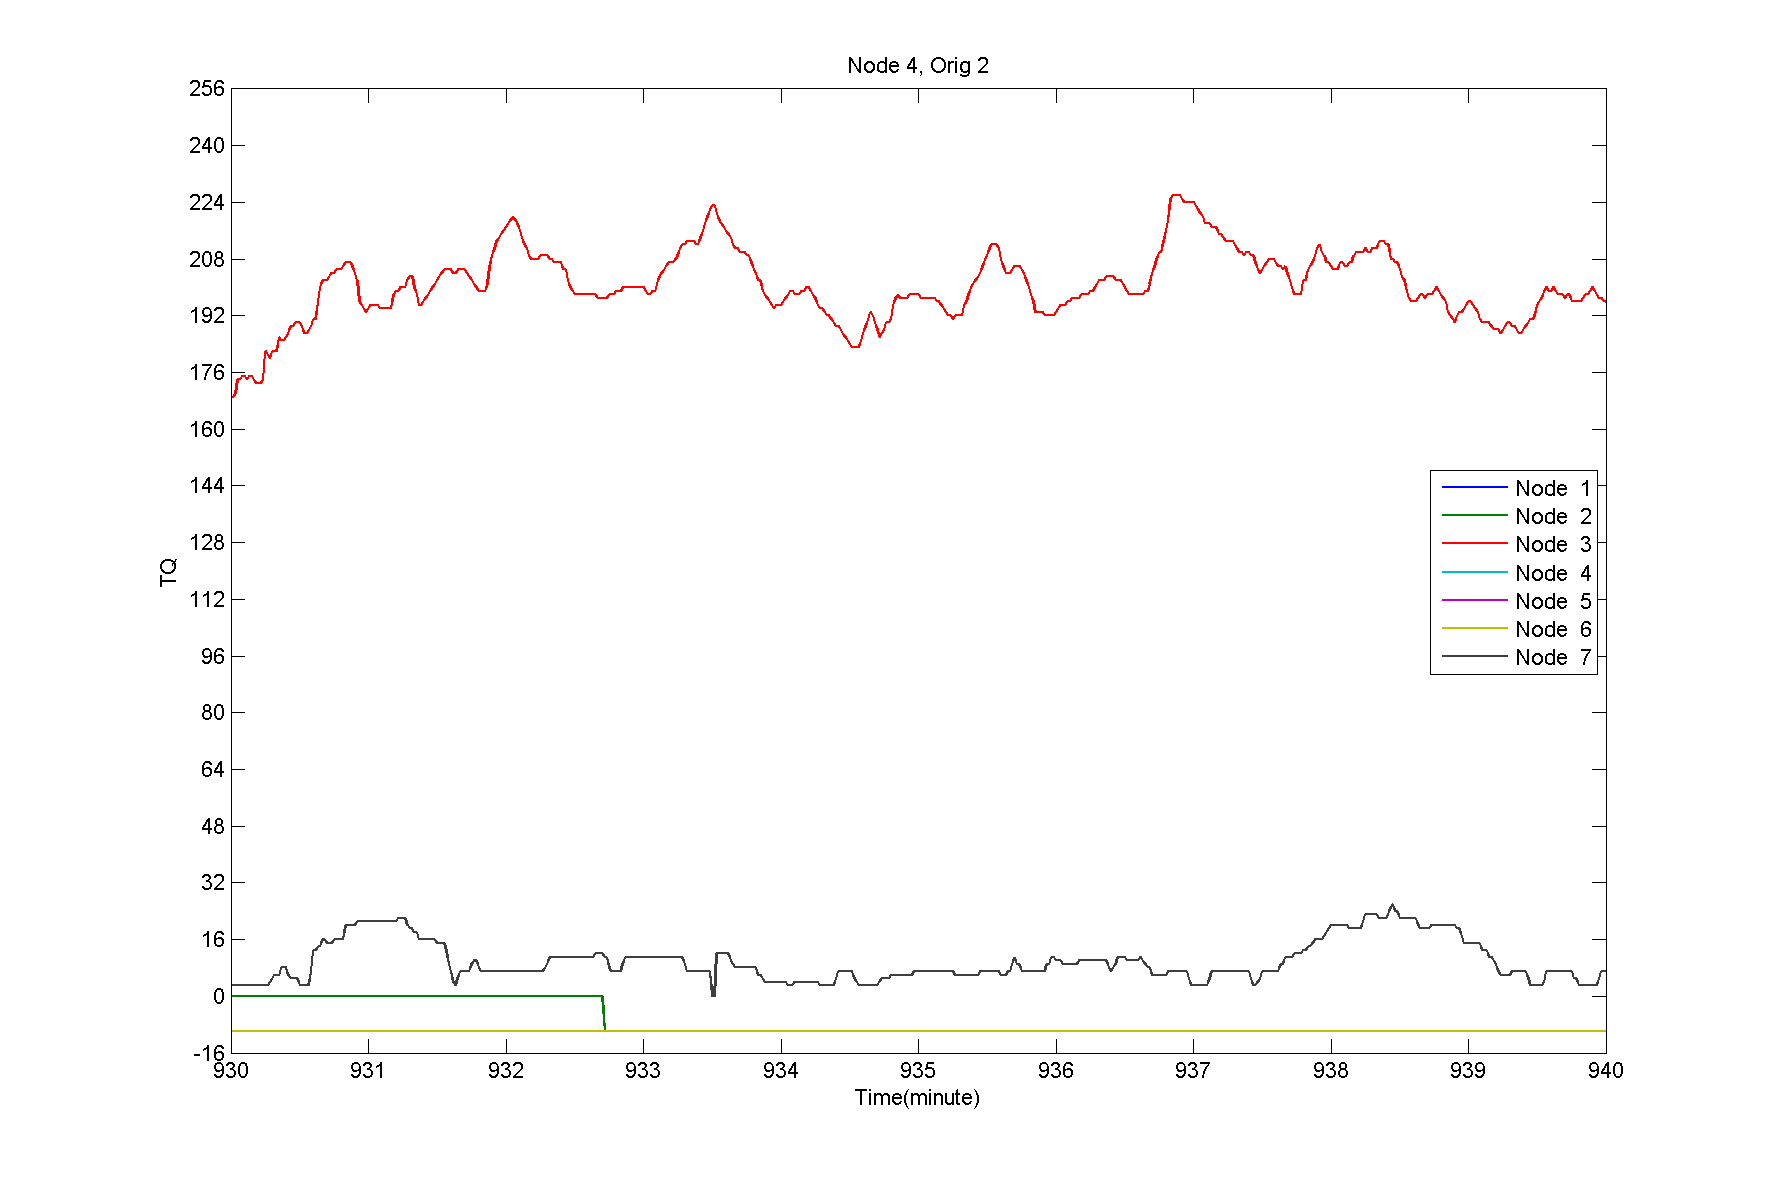 Node 4, Orig 2
256
240
224
208
192
176
160
144
128
112
96
80
64
48
32
16
0
-16
TQ
Node 1
Node 2
Node 3
Node 4
Node 5
Node 6
Node 7
930 931 932 933 934 935 936 937 938 939 940
Time(minute)